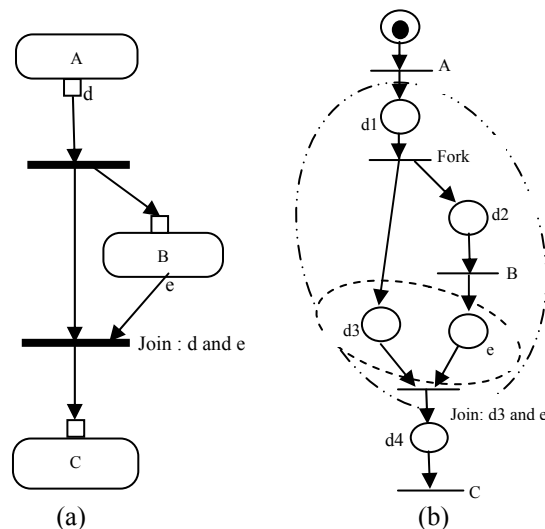 A
d
B
e
Join : d and e
C
(a)
A
d1
Fork
d2
B
d3
e
Join: d3 and e
d4
C
(b)